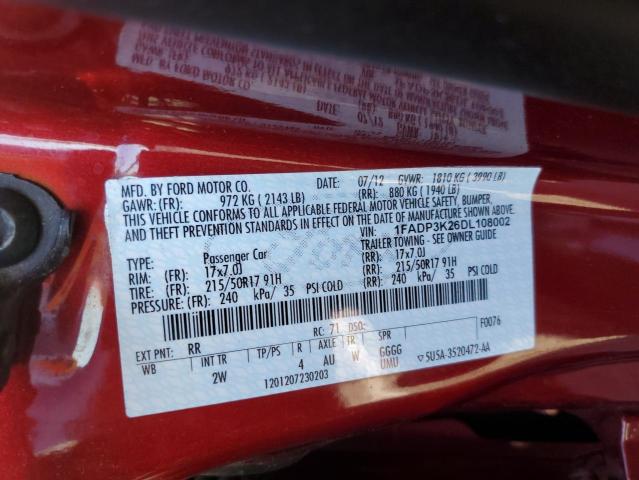 MFD. BY FORD MOTOR CO. DATE: 07/12 GVWR: 1810 KG ( 3990 LB)
GAWR: (FR): 972 KG ( 2143 LB) (RR): 880 KG ( 1940 LB)
THIS VEHICLE CONFORMS TO ALL APPLICABLE FEDERAL MOTOR VEHICLE SAFETY, BUMPER,
AND THEFT PREVENTION STANDARDS IN EFFECT ON THE DATE OF MANUFACTURE SHOWN ABOVE.
VIN: 1FADP3K26DL108002
TYPE: Passenger Car TRAILER TOWING - SEE OWNER GUIDE
RIM: (FR): 17x7.0J (RR): 17x7.0J
TIRE: (FR): 215/50R17 91H (RR): 215/50R17 91H
PRESSURE: (FR): 240 kPa/ 35 PSI COLD (RR): 240 kPa/ 35 PSI COLD
RC: 71 DSO: F0076
EXT PNT: RR
WB INT TR TP/PS R AXLE TR SPR
2W 4 AU W GGGG
UMU
1201207230203 5U5A-3520472-AA